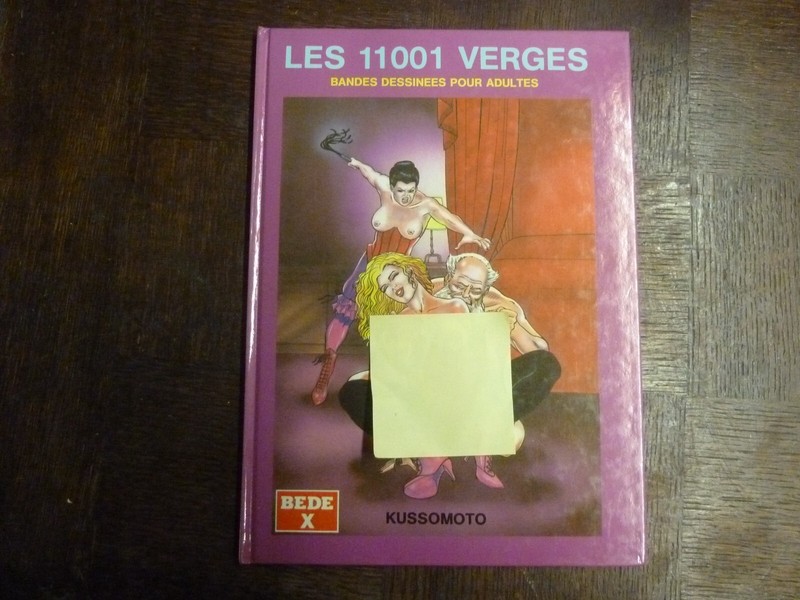 LES 11001 VERGES
BANDES DESSINEES POUR ADULTES
BEDE
X
KUSSOMOTO